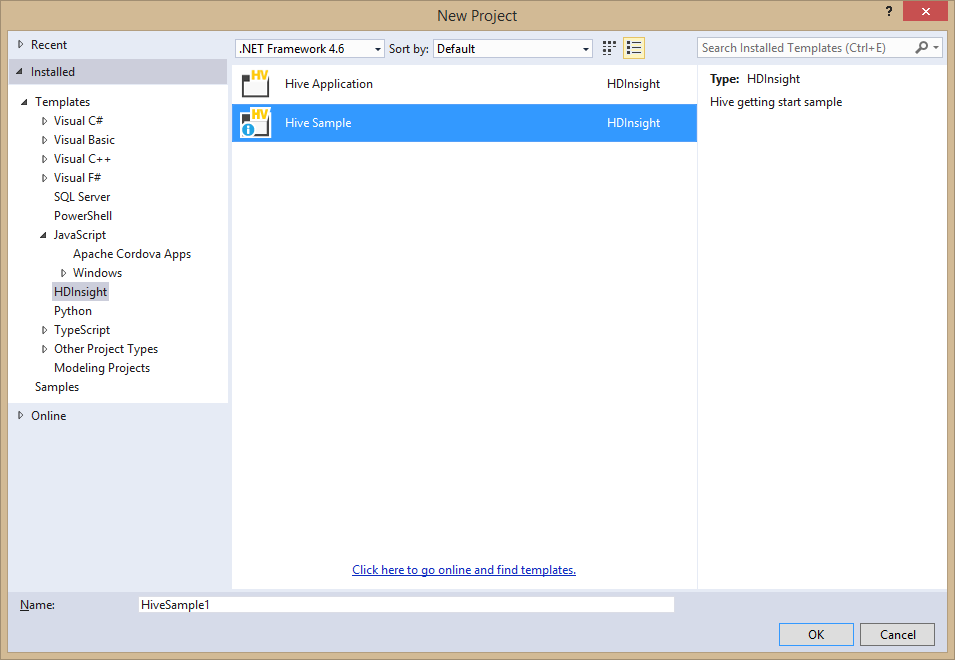 New Project
?
Recent
Installed
Templates
Visual C#
Visual Basic
Visual C++
Visual F#
SQL Server
PowerShell
JavaScript
Apache Cordova Apps
Windows
HDInsight
Python
TypeScript
Other Project Types
Modeling Projects
Samples
Online
.NET Framework 4.6 Sort by: Default
HV Hive Application HDInsight
HV i Hive Sample HDInsight
Click here to go online and find templates.
Search Installed Templates (Ctrl+E)
Type: HDInsight
Hive getting start sample
Name: HiveSample1
OK Cancel